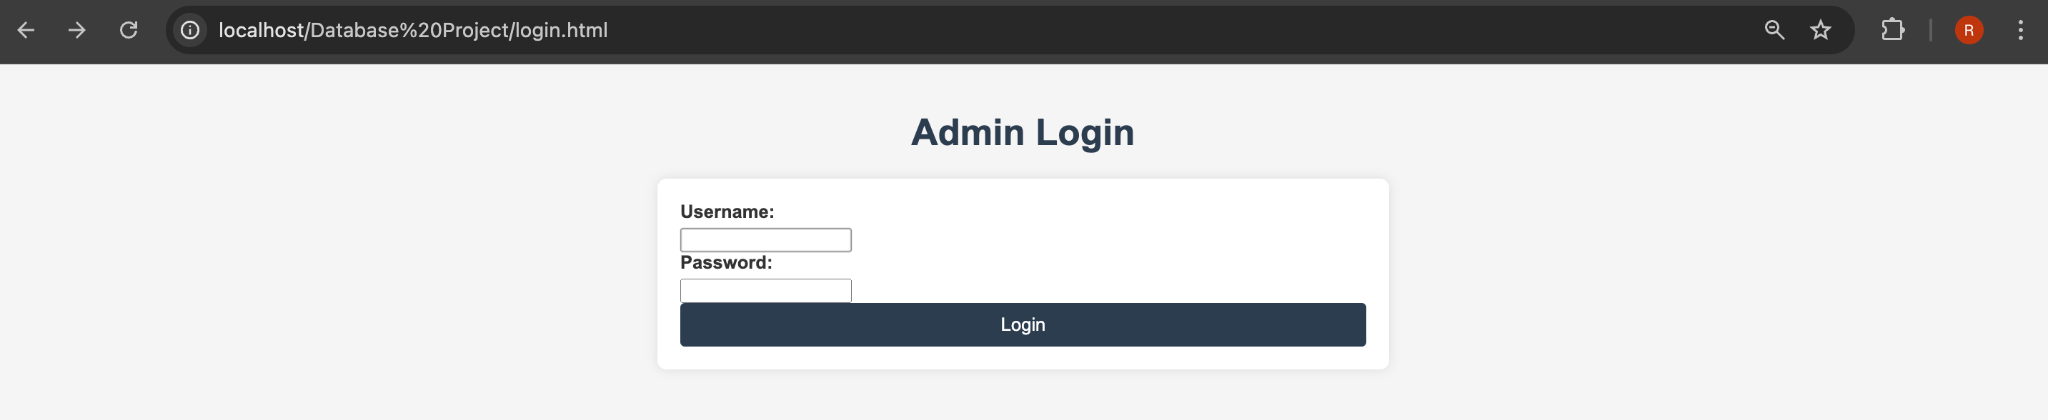 localhost/Database%20Project/login.html
R
Admin Login
Username:
Password:
Login